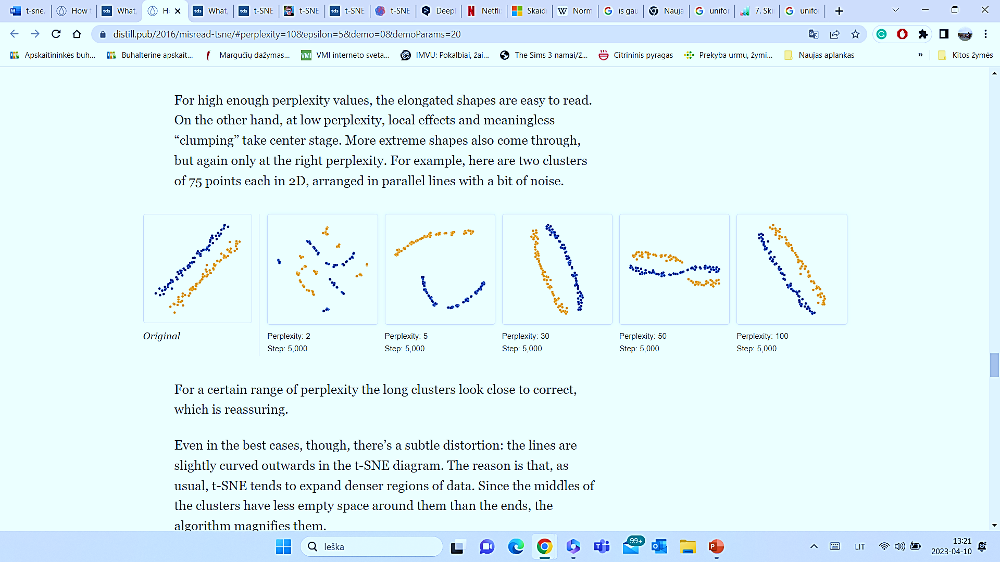 t-sne.
How t
What,
Ho
What,
t-SNE
t-SNE
t-SNE
t-SNE
Deepl
Netfli
Skaid
Norm
is gau
Nauja
unifor
7. Ski
unifor
distill.pub/2016/misread-tsne/#perplexity=10&epsilon=5&demo=0&demoParams=20
Apskaitininkės buh...
Buhalterine apskait...
Margučių dažymas...
VMI interneto sveta...
IMVU: Pokalbiai, žai...
The Sims 3 namai/ž...
Citrininis pyragas
Prekyba urmu, žymi...
Naujas aplankas
»
Kitos žymės
For high enough perplexity values, the elongated shapes are easy to read.
On the other hand, at low perplexity, local effects and meaningless
“clumping” take center stage. More extreme shapes also come through,
but again only at the right perplexity. For example, here are two clusters
of 75 points each in 2D, arranged in parallel lines with a bit of noise.
Original
Perplexity: 2
Step: 5,000
Perplexity: 5
Step: 5,000
Perplexity: 30
Step: 5,000
Perplexity: 50
Step: 5,000
Perplexity: 100
Step: 5,000
For a certain range of perplexity the long clusters look close to correct,
which is reassuring.
Even in the best cases, though, there’s a subtle distortion: the lines are
slightly curved outwards in the t-SNE diagram. The reason is that, as
usual, t-SNE tends to expand denser regions of data. Since the middles of
the clusters have less empty space around them than the ends, the
algorithm magnifies them.
Ieška
99+
LIT
13:21
2023-04-10